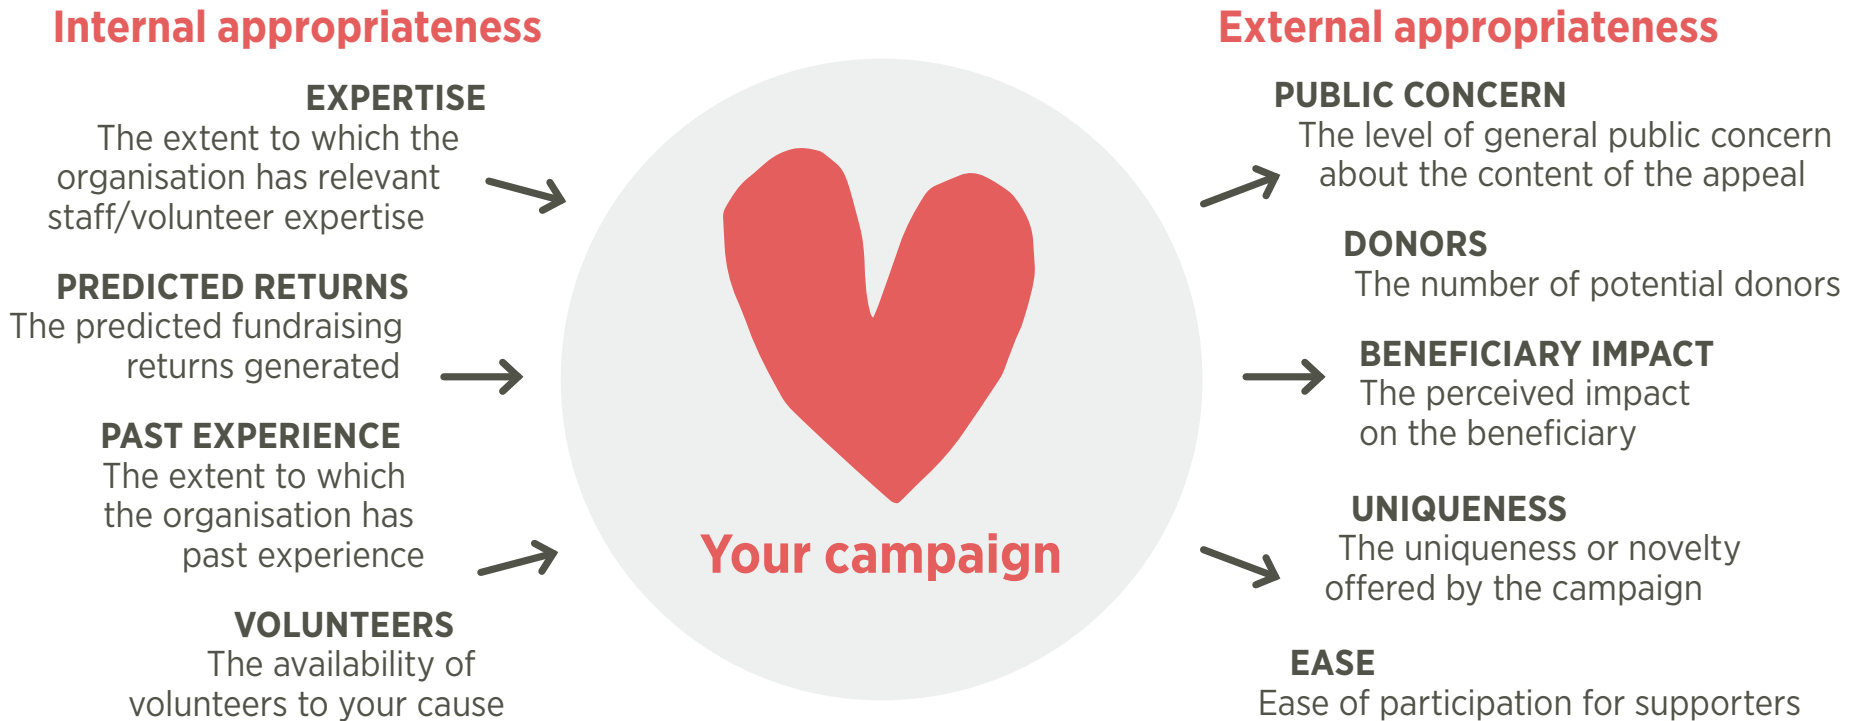 Internal appropriateness
EXPERTISE
The extent to which the
organisation has relevant
staff/volunteer expertise
PREDICTED RETURNS
The predicted fundraising
returns generated
PAST EXPERIENCE
The extent to which
the organisation has
past experience
VOLUNTEERS
The availability of
volunteers to your cause
Your campaign
External appropriateness
PUBLIC CONCERN
The level of general public concern
about the content of the appeal
DONORS
The number of potential donors
BENEFICIARY IMPACT
The perceived impact
on the beneficiary
UNIQUENESS
The uniqueness or novelty
offered by the campaign
EASE
Ease of participation for supporters